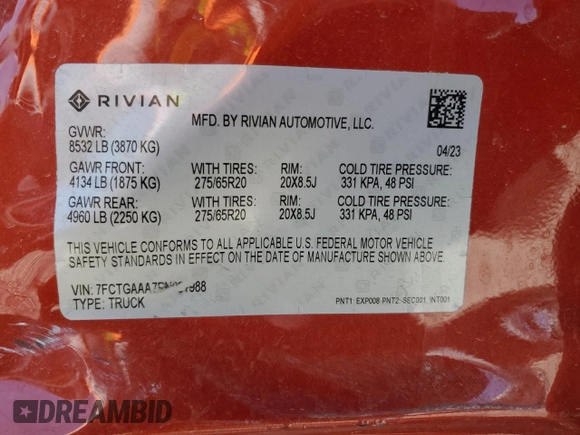 RIVIAN
MFD. BY RIVIAN AUTOMOTIVE, LLC.
GVWR:
8532 LB (3870 KG)
04/23
GAWR FRONT: WITH TIRES: RIM: COLD TIRE PRESSURE:
4134 LB (1875 KG) 275/65R20 20X8.5J 331 KPA, 48 PSI
GAWR REAR: WITH TIRES: RIM: COLD TIRE PRESSURE:
4960 LB (2250 KG) 275/65R20 20X8.5J 331 KPA, 48 PSI
THIS VEHICLE CONFORMS TO ALL APPLICABLE U.S. FEDERAL MOTOR VEHICLE
SAFETY STANDARDS IN EFFECT ON THE DATE OF MANUFACTURE SHOWN ABOVE.
VIN:
TYPE: TRUCK
PNT1: EXP008 PNT2:-SEC001 INT001
DREAMBID